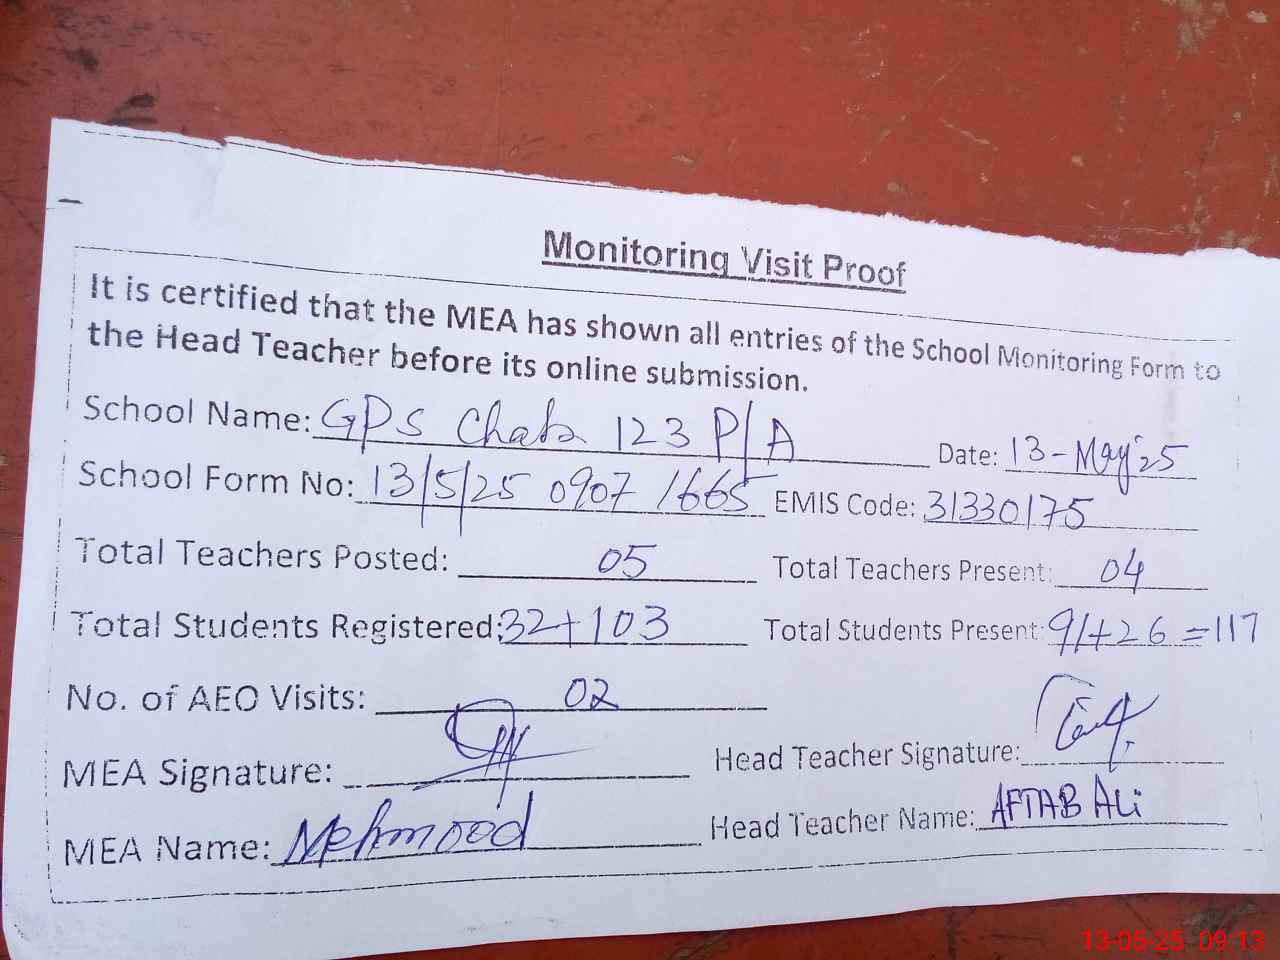 Monitoring Visit Proof
It is certified that the MEA has shown all entries of the School Monitoring Form to
the Head Teacher before its online submission.
School Name: GPS Chak 123 P/A Date: 13-May'25
School Form No: 13/5/25 0907 1665 EMIS Code: 31330175
Total Teachers Posted: 05 Total Teachers Present: 04
Total Students Registered: 32+103 Total Students Present: 91+26=117
No. of AEO Visits: 02
MEA Signature: Head Teacher Signature:
MEA Name: Mehmood Head Teacher Name: AFTAB ALi
13-05-25 09:13